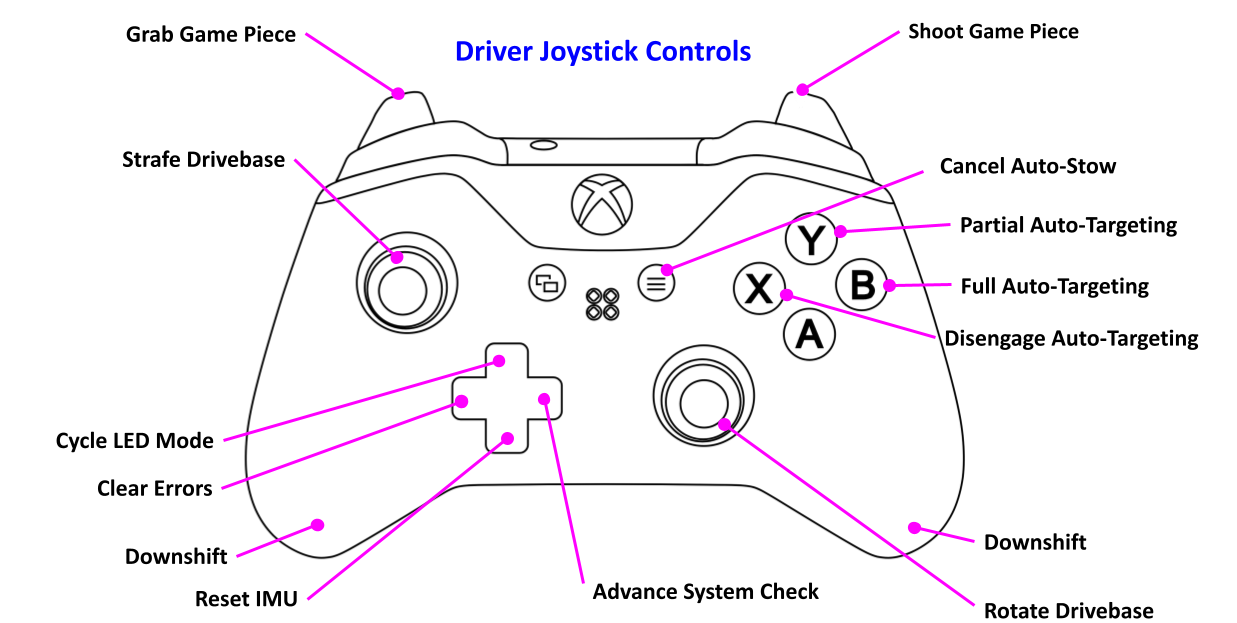 Driver Joystick Controls
Grab Game Piece
Shoot Game Piece
Strafe Drivebase
Cancel Auto-Stow
Partial Auto-Targeting
Y
Full Auto-Targeting
X
B
Disengage Auto-Targeting
A
Cycle LED Mode
Clear Errors
Downshift
Downshift
Reset IMU
Advance System Check
Rotate Drivebase